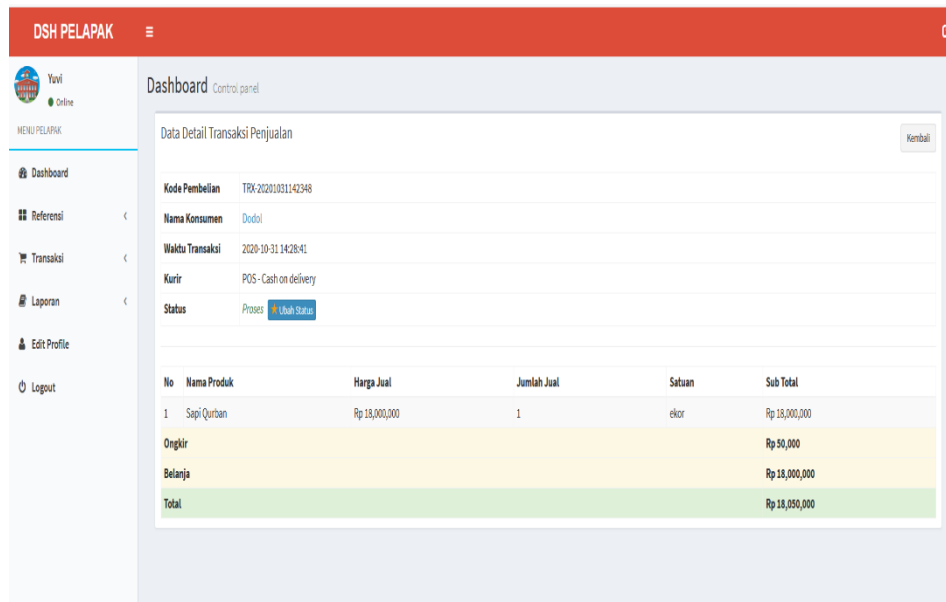 DSH PELAPAK
Yuvi
Online
MENU PELAPAK
Dashboard
Referensi
Transaksi
Laporan
Edit Profile
Logout
Dashboard Control panel
Data Detail Transaksi Penjualan Kembali
Kode Pembelian TRX-20201031142348
Nama Konsumen Dodol
Waktu Transaksi 2020-10-31 14:28:41
Kurir POS - Cash on delivery
Status Proses Ubah Status
No Nama Produk Harga Jual Jumlah Jual Satuan Sub Total
1 Sapi Qurban Rp 18,000,000 1 ekor Rp 18,000,000
Ongkir Rp 50,000
Belanja Rp 18,000,000
Total Rp 18,050,000